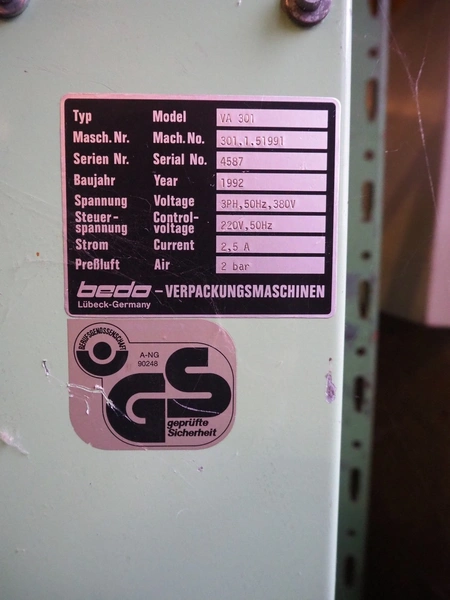 Typ Model VA 301
Masch.Nr. Mach.No. 301.1.51991
Serien Nr. Serial No. 4587
Baujahr Year 1992
Spannung Voltage 3PH,50Hz,380V
Steuer-spannung Control-voltage 220V,50Hz
Strom Current 2,5 A
Preßluft Air 2 bar
bedo -VERPACKUNGSMASCHINEN
Lübeck-Germany
BERUFSGENOSSENSCHAFT
A-NG
90248
GS
geprüfte
Sicherheit